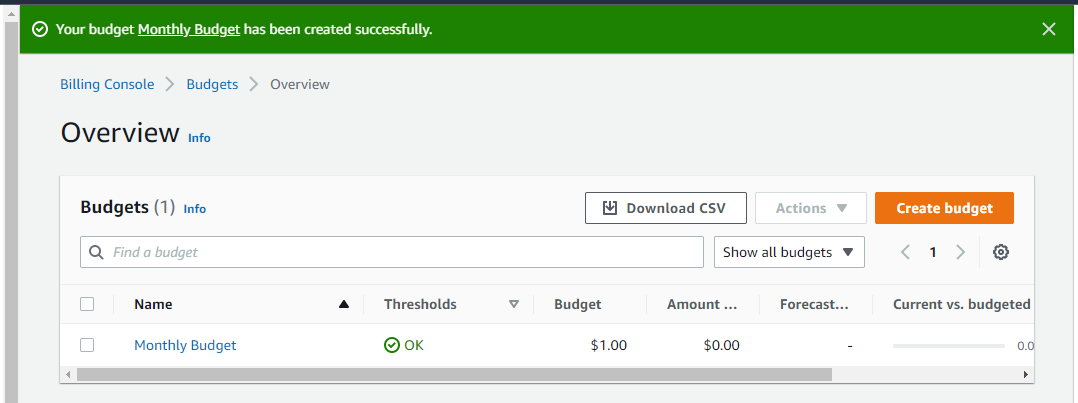 Your budget Monthly Budget has been created successfully.
Billing Console Budgets Overview
Overview Info
Budgets (1) Info Download CSV Actions Create budget
Find a budget Show all budgets 1
Name Thresholds Budget Amount ... Forecast... Current vs. budgeted
Monthly Budget OK $1.00 $0.00 - 0.0